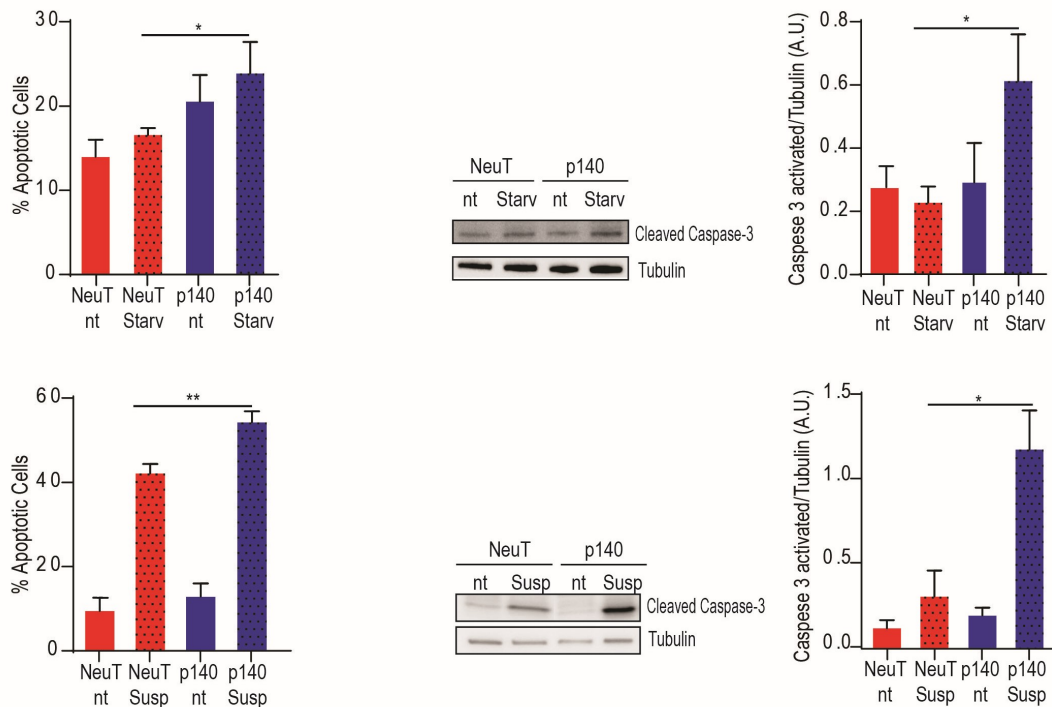 % Apoptotic Cells
30
20
10
0
*
NeuT NeuT p140 p140
nt Starv nt Starv
NeuT p140
nt Starv nt Starv
Cleaved Caspase-3
Tubulin
Caspese 3 activated/Tubulin (A.U.)
0.8
0.6
0.4
0.2
0.0
*
NeuT NeuT p140 p140
nt Starv nt Starv
% Apoptotic Cells
60
40
20
0
**
NeuT NeuT p140 p140
nt Susp nt Susp
NeuT p140
nt Susp nt Susp
Cleaved Caspase-3
Tubulin
Caspese 3 activated/Tubulin (A.U.)
1.5
1.0
0.5
0.0
*
NeuT NeuT p140 p140
nt Susp nt Susp